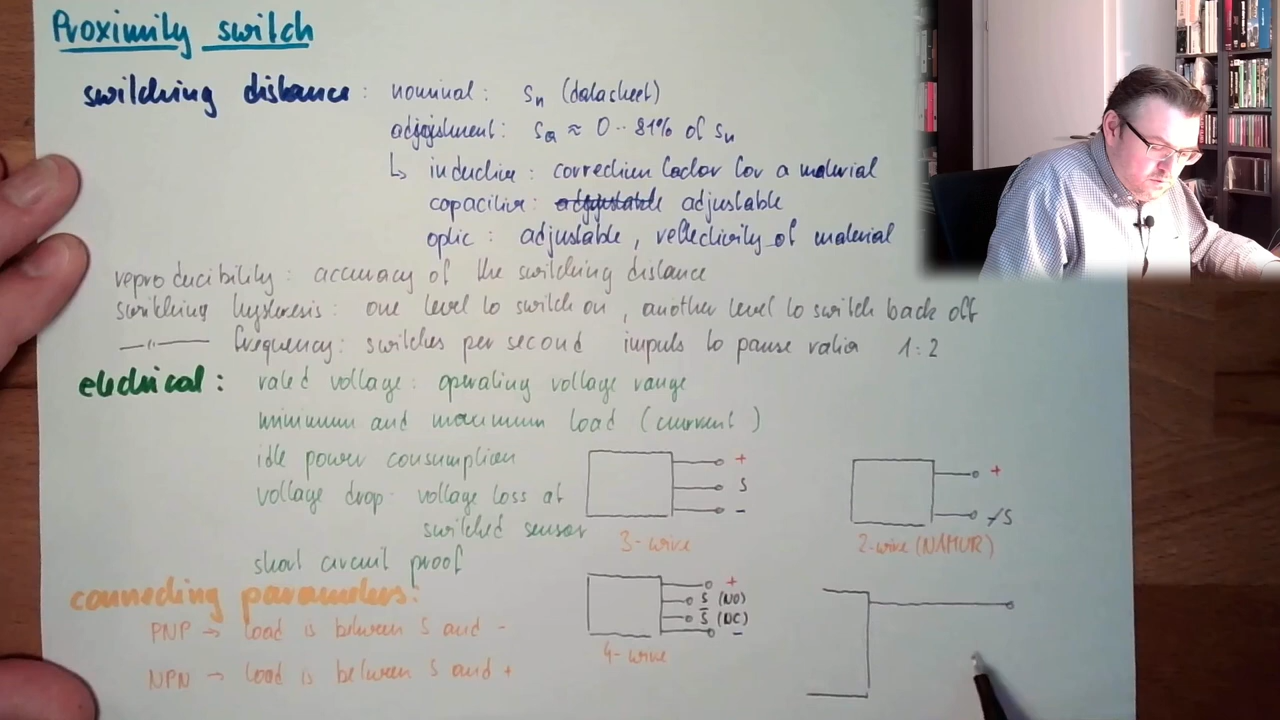 Proximity switch
switching distance: nominal: sn (datasheet)
adjustment: sa ≈ 0..81% of sn
↳ inductive: correction factor for a material
capacitive: adjustable
optic: adjustable, reflectivity of material
reproducibility: accuracy of the switching distance
switching hysteresis: one level to switch on, another level to switch back off
—"— frequency: switches per second impuls to pause ratio 1:2
electrical: rated voltage: operating voltage range
minimum and maximum load (current)
idle power consumption
voltage drop: voltage loss at
switched sensor
short circuit proof
+
S
-
3-wire
+
-/S
2-wire (NAMUR)
connecting parameters:
PNP → load is between S and -
NPN → load is between S and +
+
S (NO)
S̄ (DC)
-
4-wire